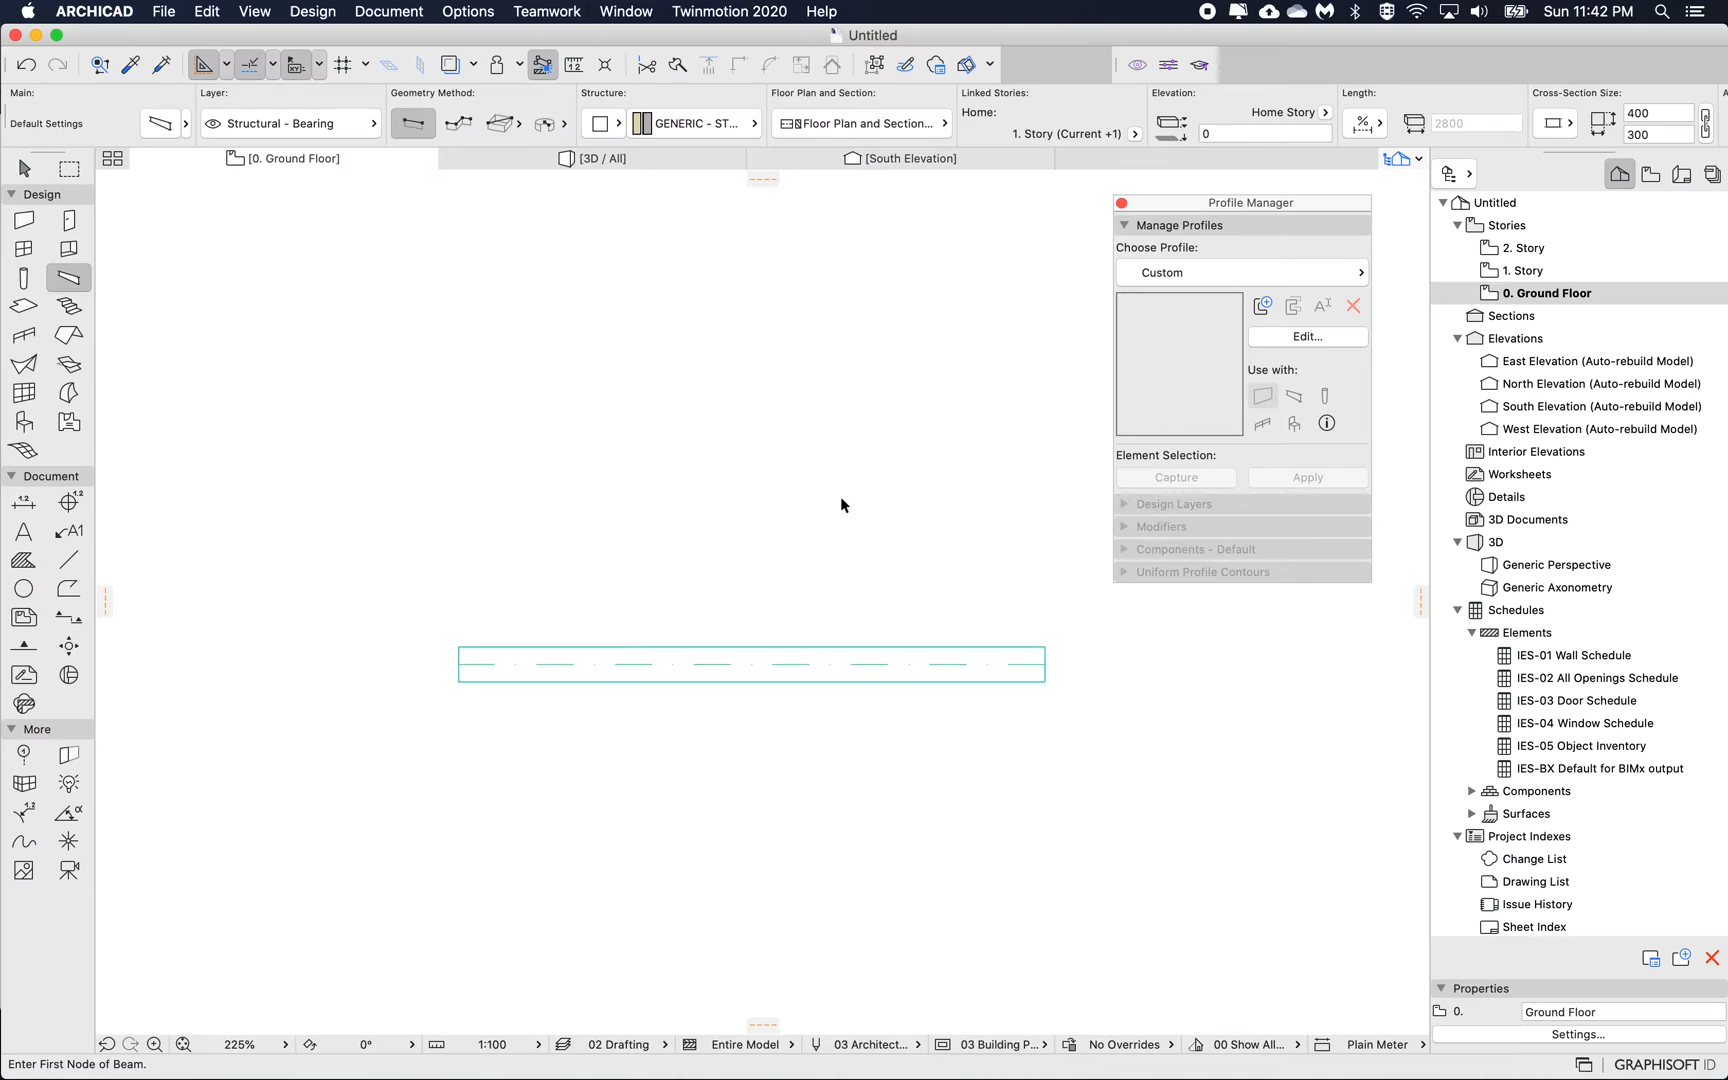 ARCHICAD File Edit View Design Document Options Teamwork Window Twinmotion 2020 Help Sun 11:42 PM
Untitled
Main: Layer: Geometry Method: Structure: Floor Plan and Section: Linked Stories: Elevation: Length: Cross-Section Size:
Home: Home Story 400
Default Settings Structural - Bearing GENERIC - ST... Floor Plan and Section... 1. Story (Current +1) 0 2800 300
[0. Ground Floor] [3D / All] [South Elevation]
Design
Document
1.2 1.2
A A1
More
1
1.2 α
Profile Manager
Manage Profiles
Choose Profile:
Custom
Edit...
Use with:
Element Selection:
Capture Apply
Design Layers
Modifiers
Components - Default
Uniform Profile Contours
Untitled
Stories
2. Story
1. Story
0. Ground Floor
Sections
Elevations
East Elevation (Auto-rebuild Model)
North Elevation (Auto-rebuild Model)
South Elevation (Auto-rebuild Model)
West Elevation (Auto-rebuild Model)
Interior Elevations
Worksheets
Details
3D Documents
3D
Generic Perspective
Generic Axonometry
Schedules
Elements
IES-01 Wall Schedule
IES-02 All Openings Schedule
IES-03 Door Schedule
IES-04 Window Schedule
IES-05 Object Inventory
IES-BX Default for BIMx output
Components
Surfaces
Project Indexes
Change List
Drawing List
Issue History
Sheet Index
Properties
0. Ground Floor
Settings...
225% 0° 1:100 02 Drafting Entire Model 03 Architect... 03 Building P... No Overrides 00 Show All... Plain Meter
Enter First Node of Beam. GRAPHISOFT ID